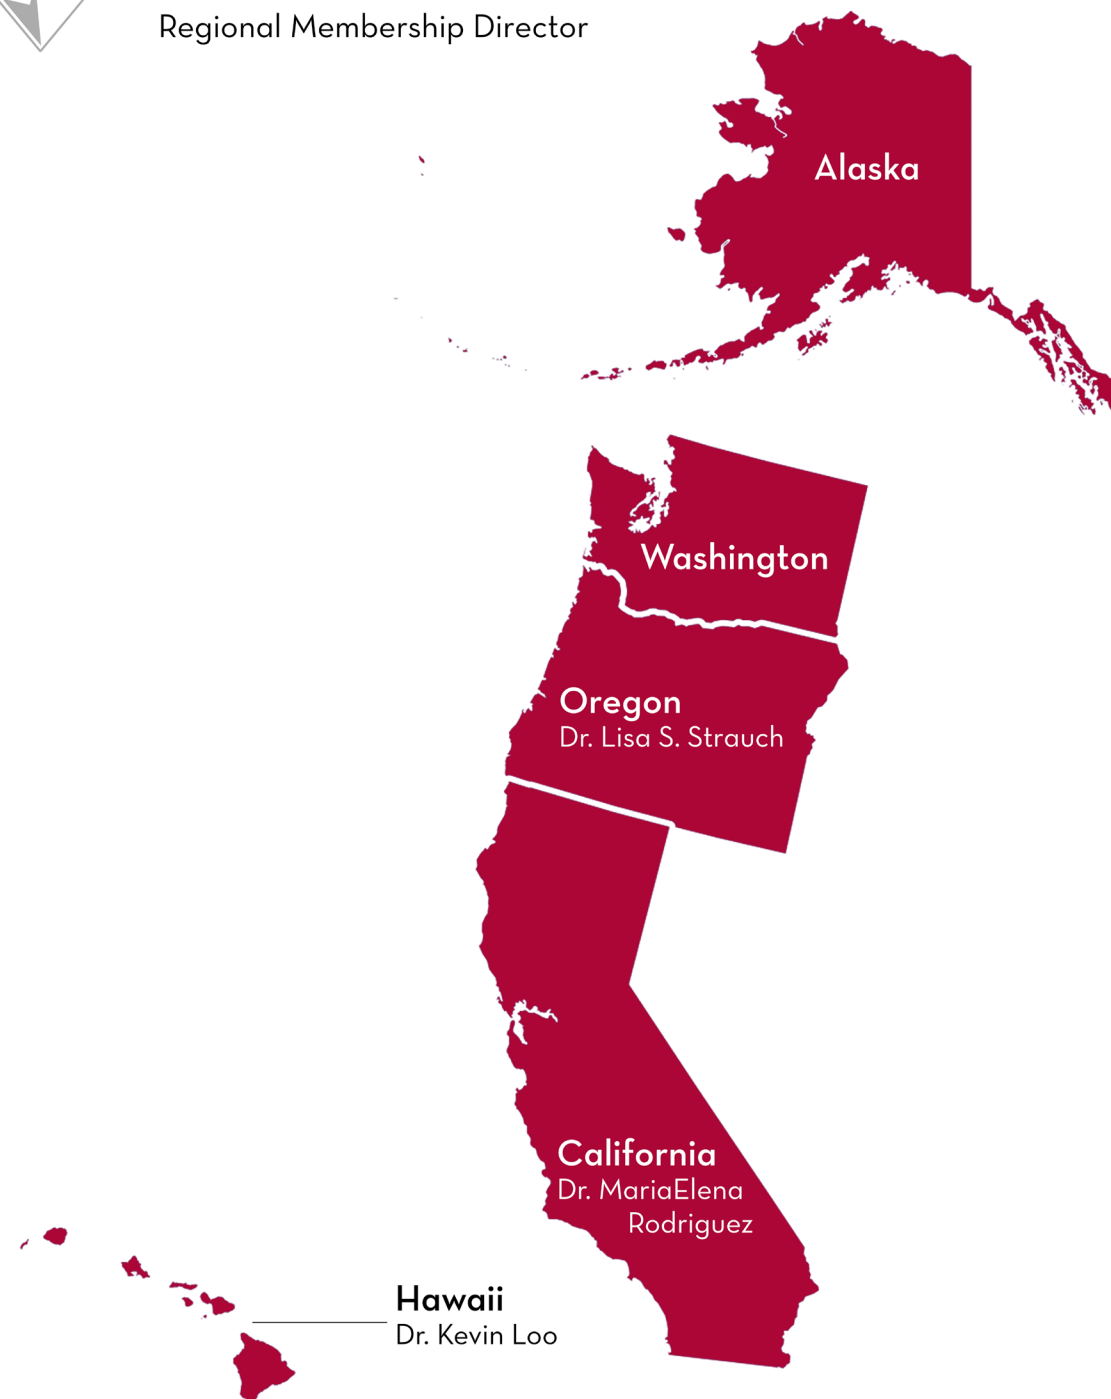 Regional Membership Director
Alaska
Washington
Oregon
Dr. Lisa S. Strauch
California
Dr. MariaElena
Rodriguez
Hawaii
Dr. Kevin Loo